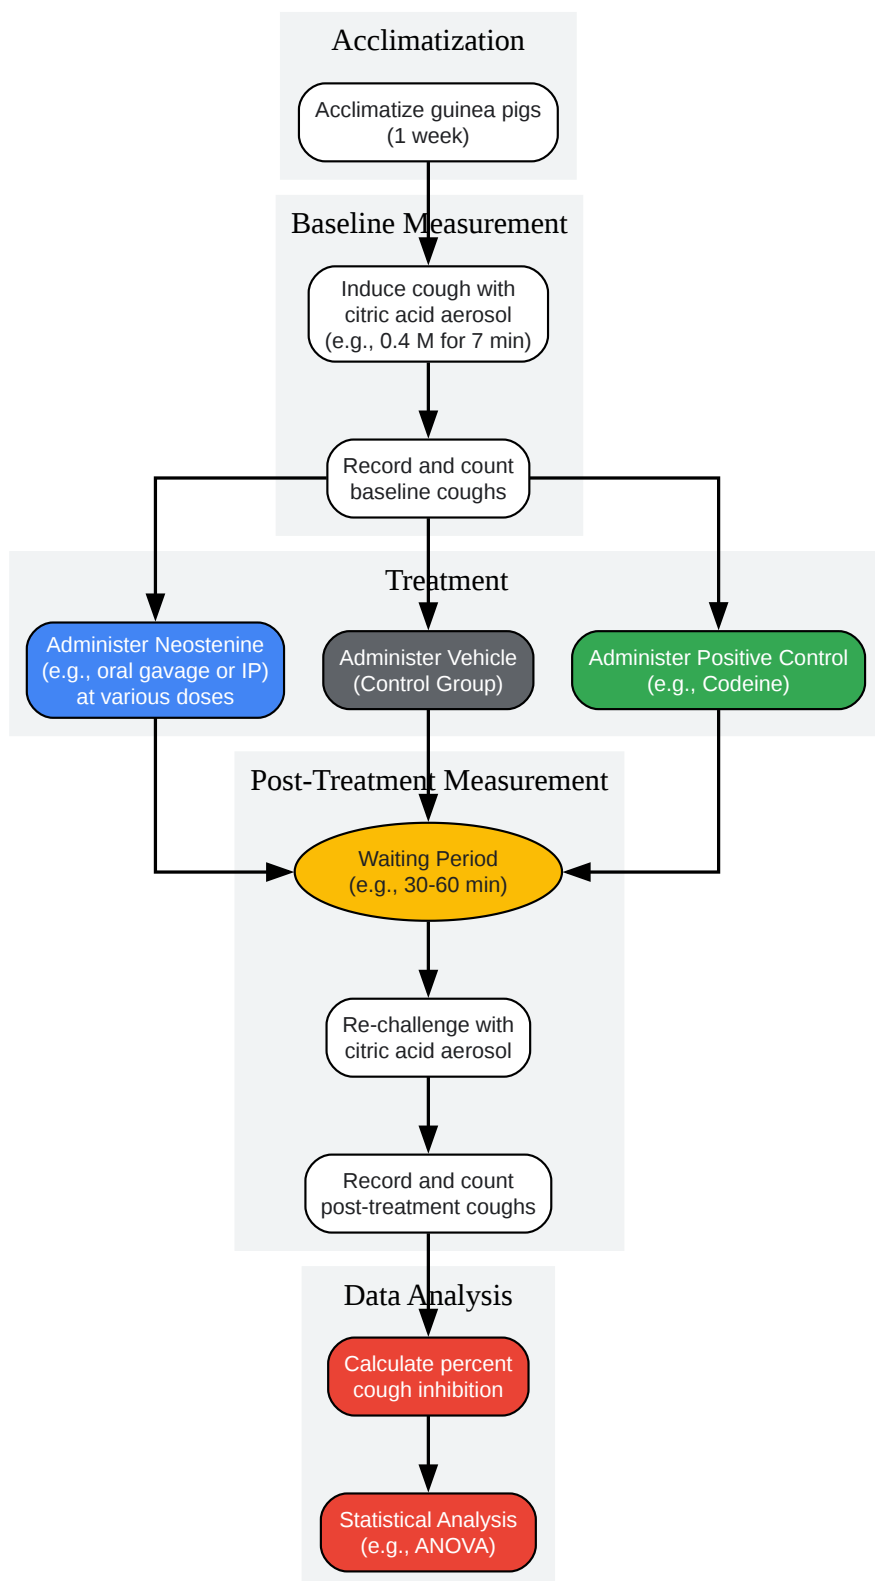 Acclimatization
Acclimatize guinea pigs
(1 week)
Baseline Measurement
Induce cough with
citric acid aerosol
(e.g., 0.4 M for 7 min)
Record and count
baseline coughs
Treatment
Administer Neostenine
(e.g., oral gavage or IP)
at various doses
Administer Vehicle
(Control Group)
Administer Positive Control
(e.g., Codeine)
Post-Treatment Measurement
Waiting Period
(e.g., 30-60 min)
Re-challenge with
citric acid aerosol
Record and count
post-treatment coughs
Data Analysis
Calculate percent
cough inhibition
Statistical Analysis
(e.g., ANOVA)